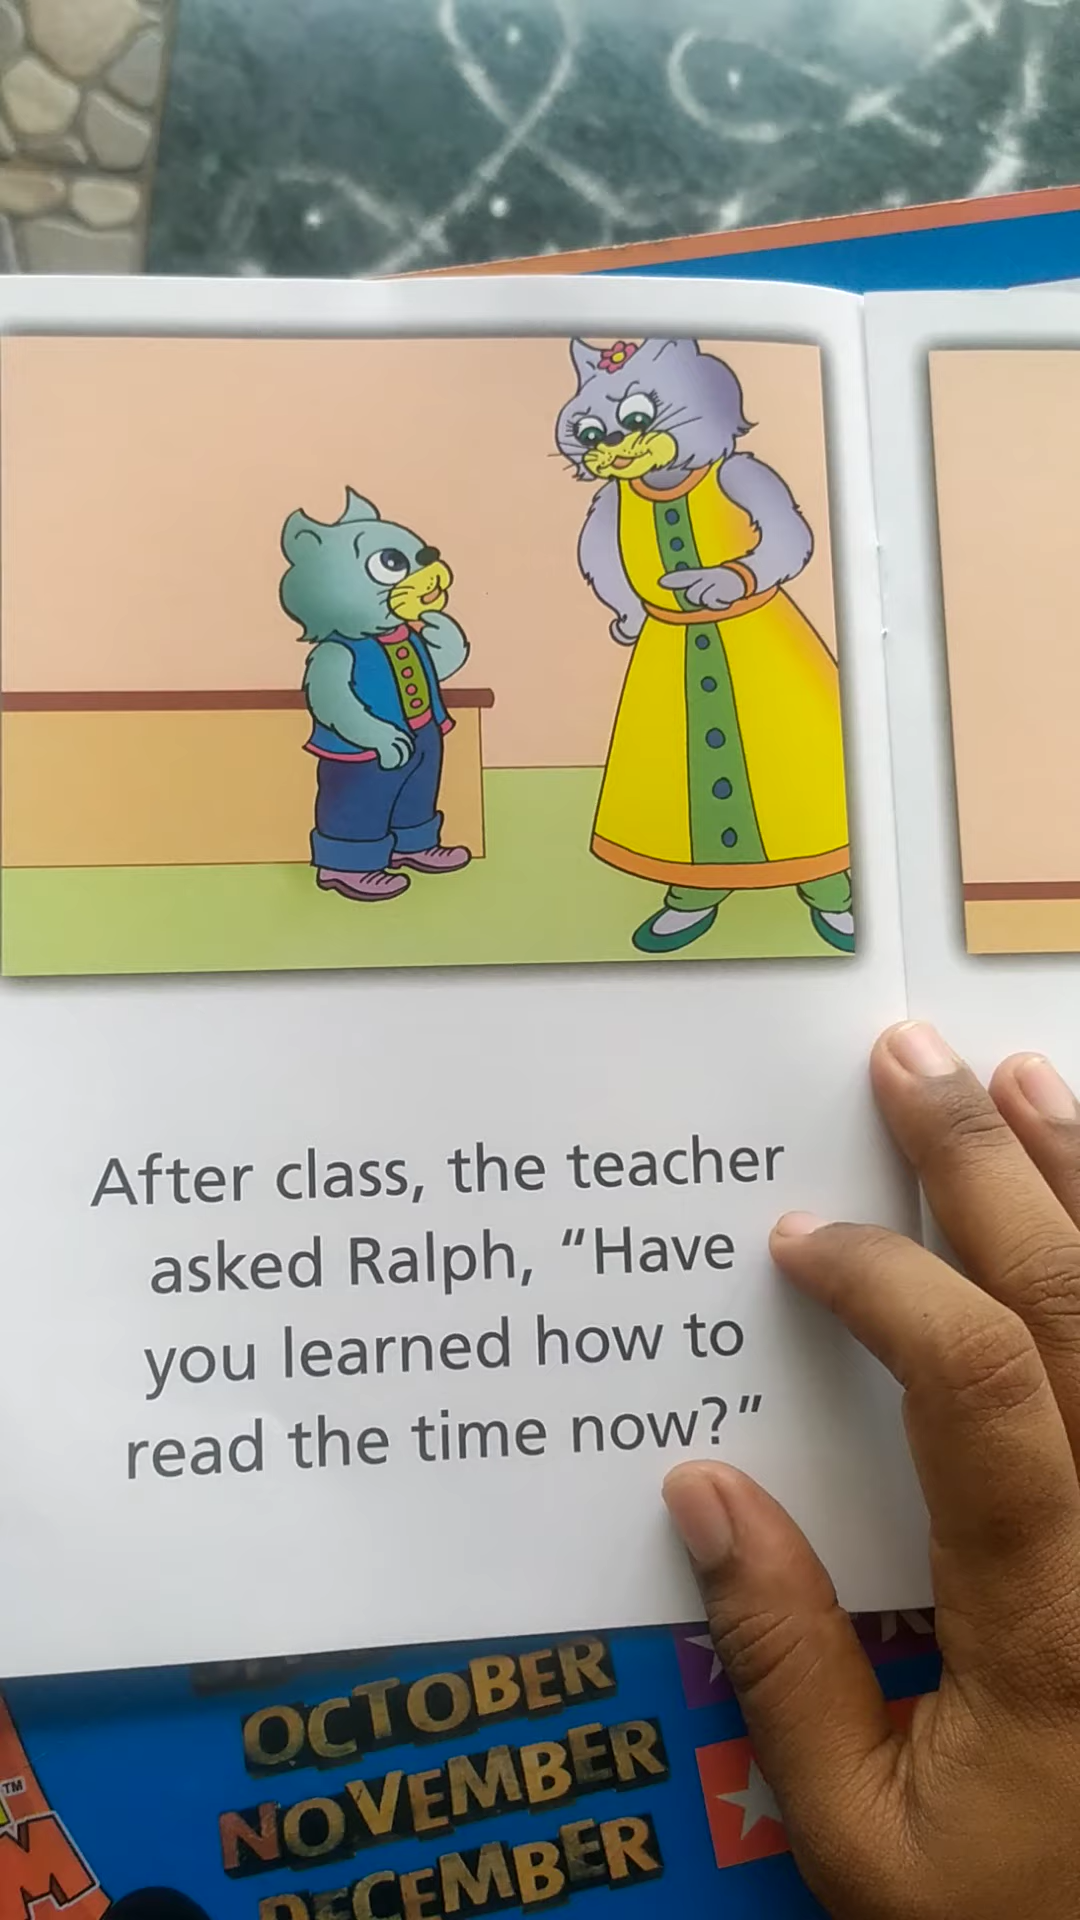 After class, the teacher
asked Ralph, “Have
you learned how to
read the time now?”
OCTOBER
NOVEMBER
DECEMBER
TM